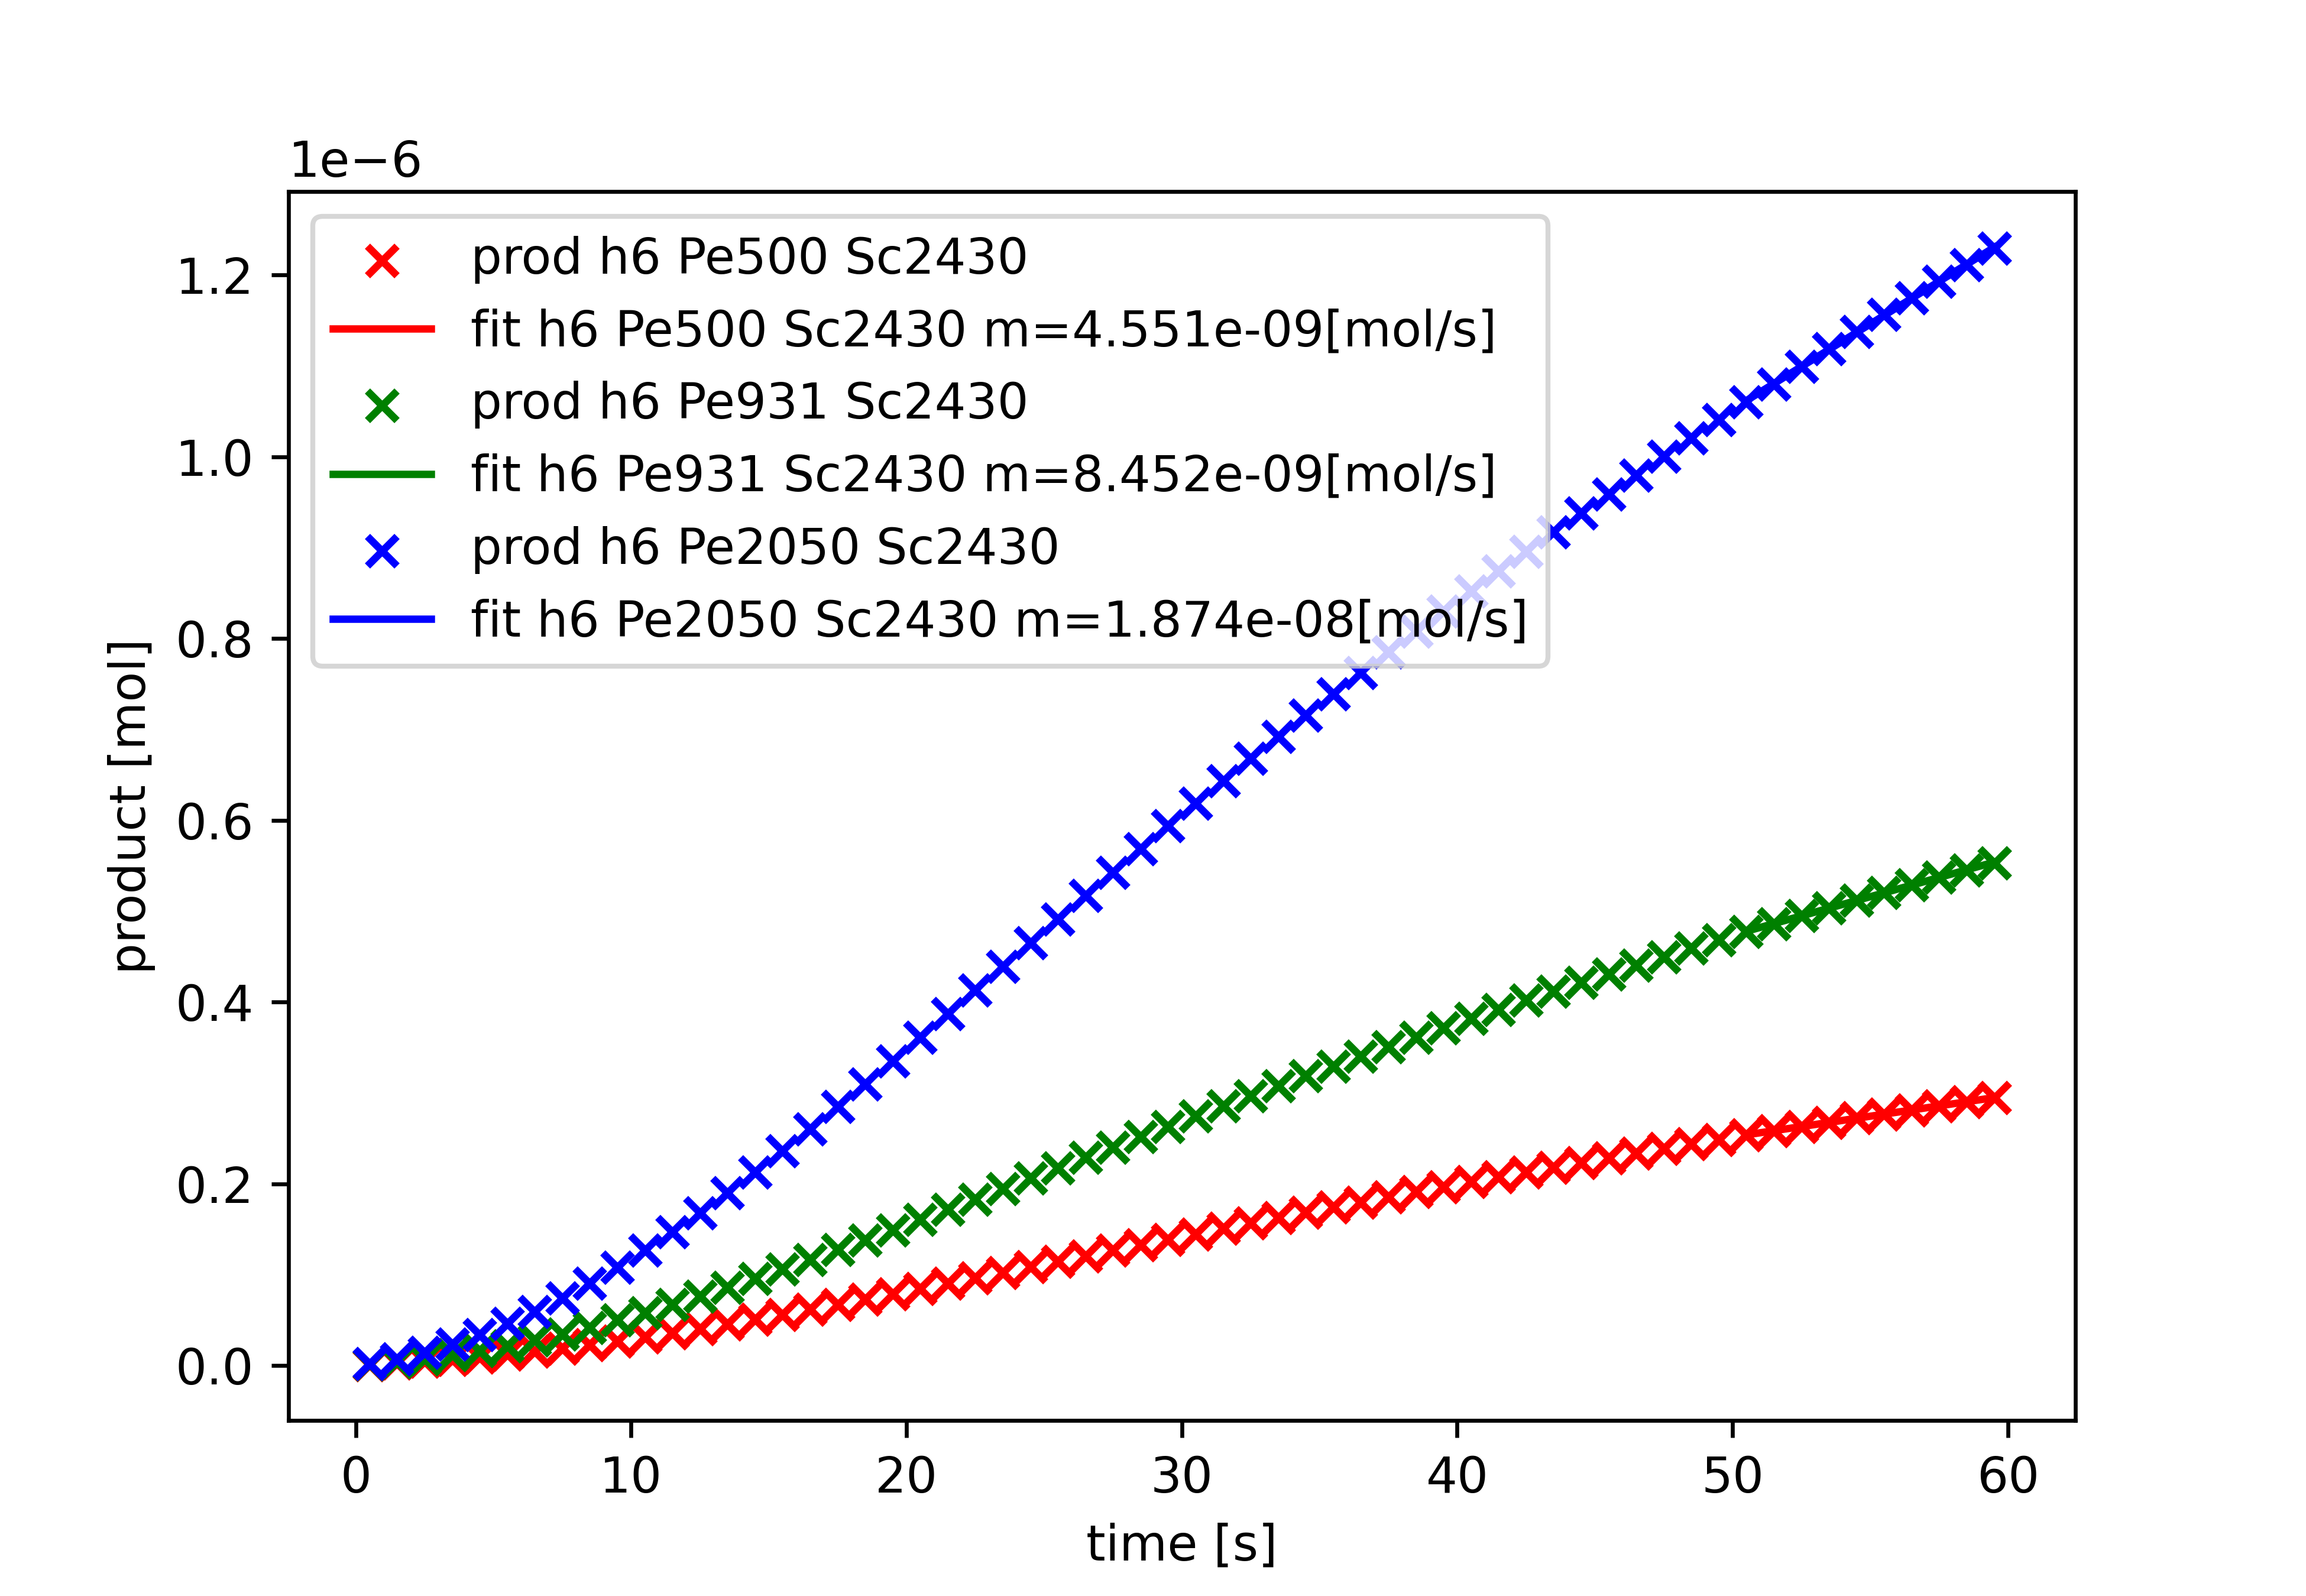 1e−6
prod h6 Pe500 Sc2430
fit h6 Pe500 Sc2430 m=4.551e-09[mol/s]
prod h6 Pe931 Sc2430
fit h6 Pe931 Sc2430 m=8.452e-09[mol/s]
prod h6 Pe2050 Sc2430
fit h6 Pe2050 Sc2430 m=1.874e-08[mol/s]
1.2
1.0
0.8
0.6
0.4
0.2
0.0
product [mol]
0 10 20 30 40 50 60
time [s]